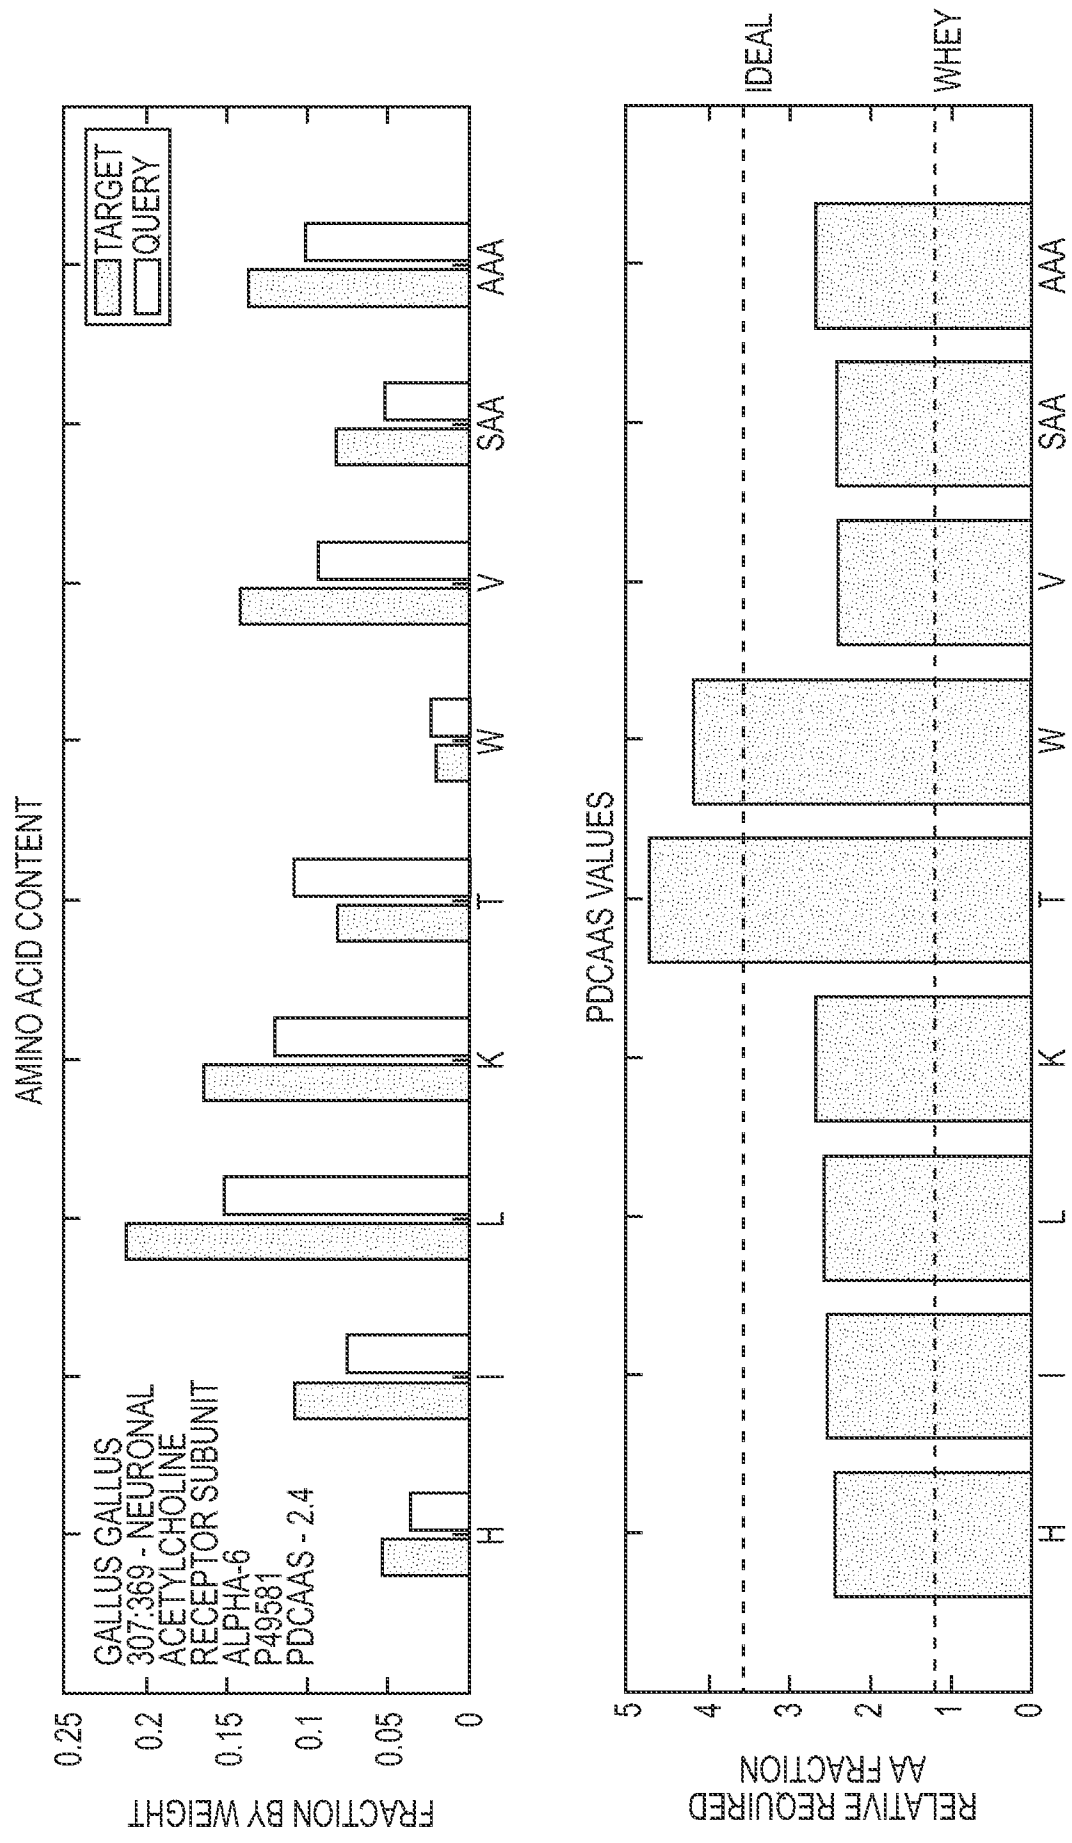 AMINO ACID CONTENT
FRACTION BY WEIGHT
0.25
0.2
0.15
0.1
0.05
0
GALLUS GALLUS
307:369 - NEURONAL
ACETYLCHOLINE
RECEPTOR SUBUNIT
ALPHA-6
P49581
PDCAAS - 2.4
TARGET
QUERY
H I L K T W V SAA AAA
PDCAAS VALUES
RELATIVE REQUIRED
AA FRACTION
5
4
3
2
1
0
IDEAL
WHEY
H I L K T W V SAA AAA